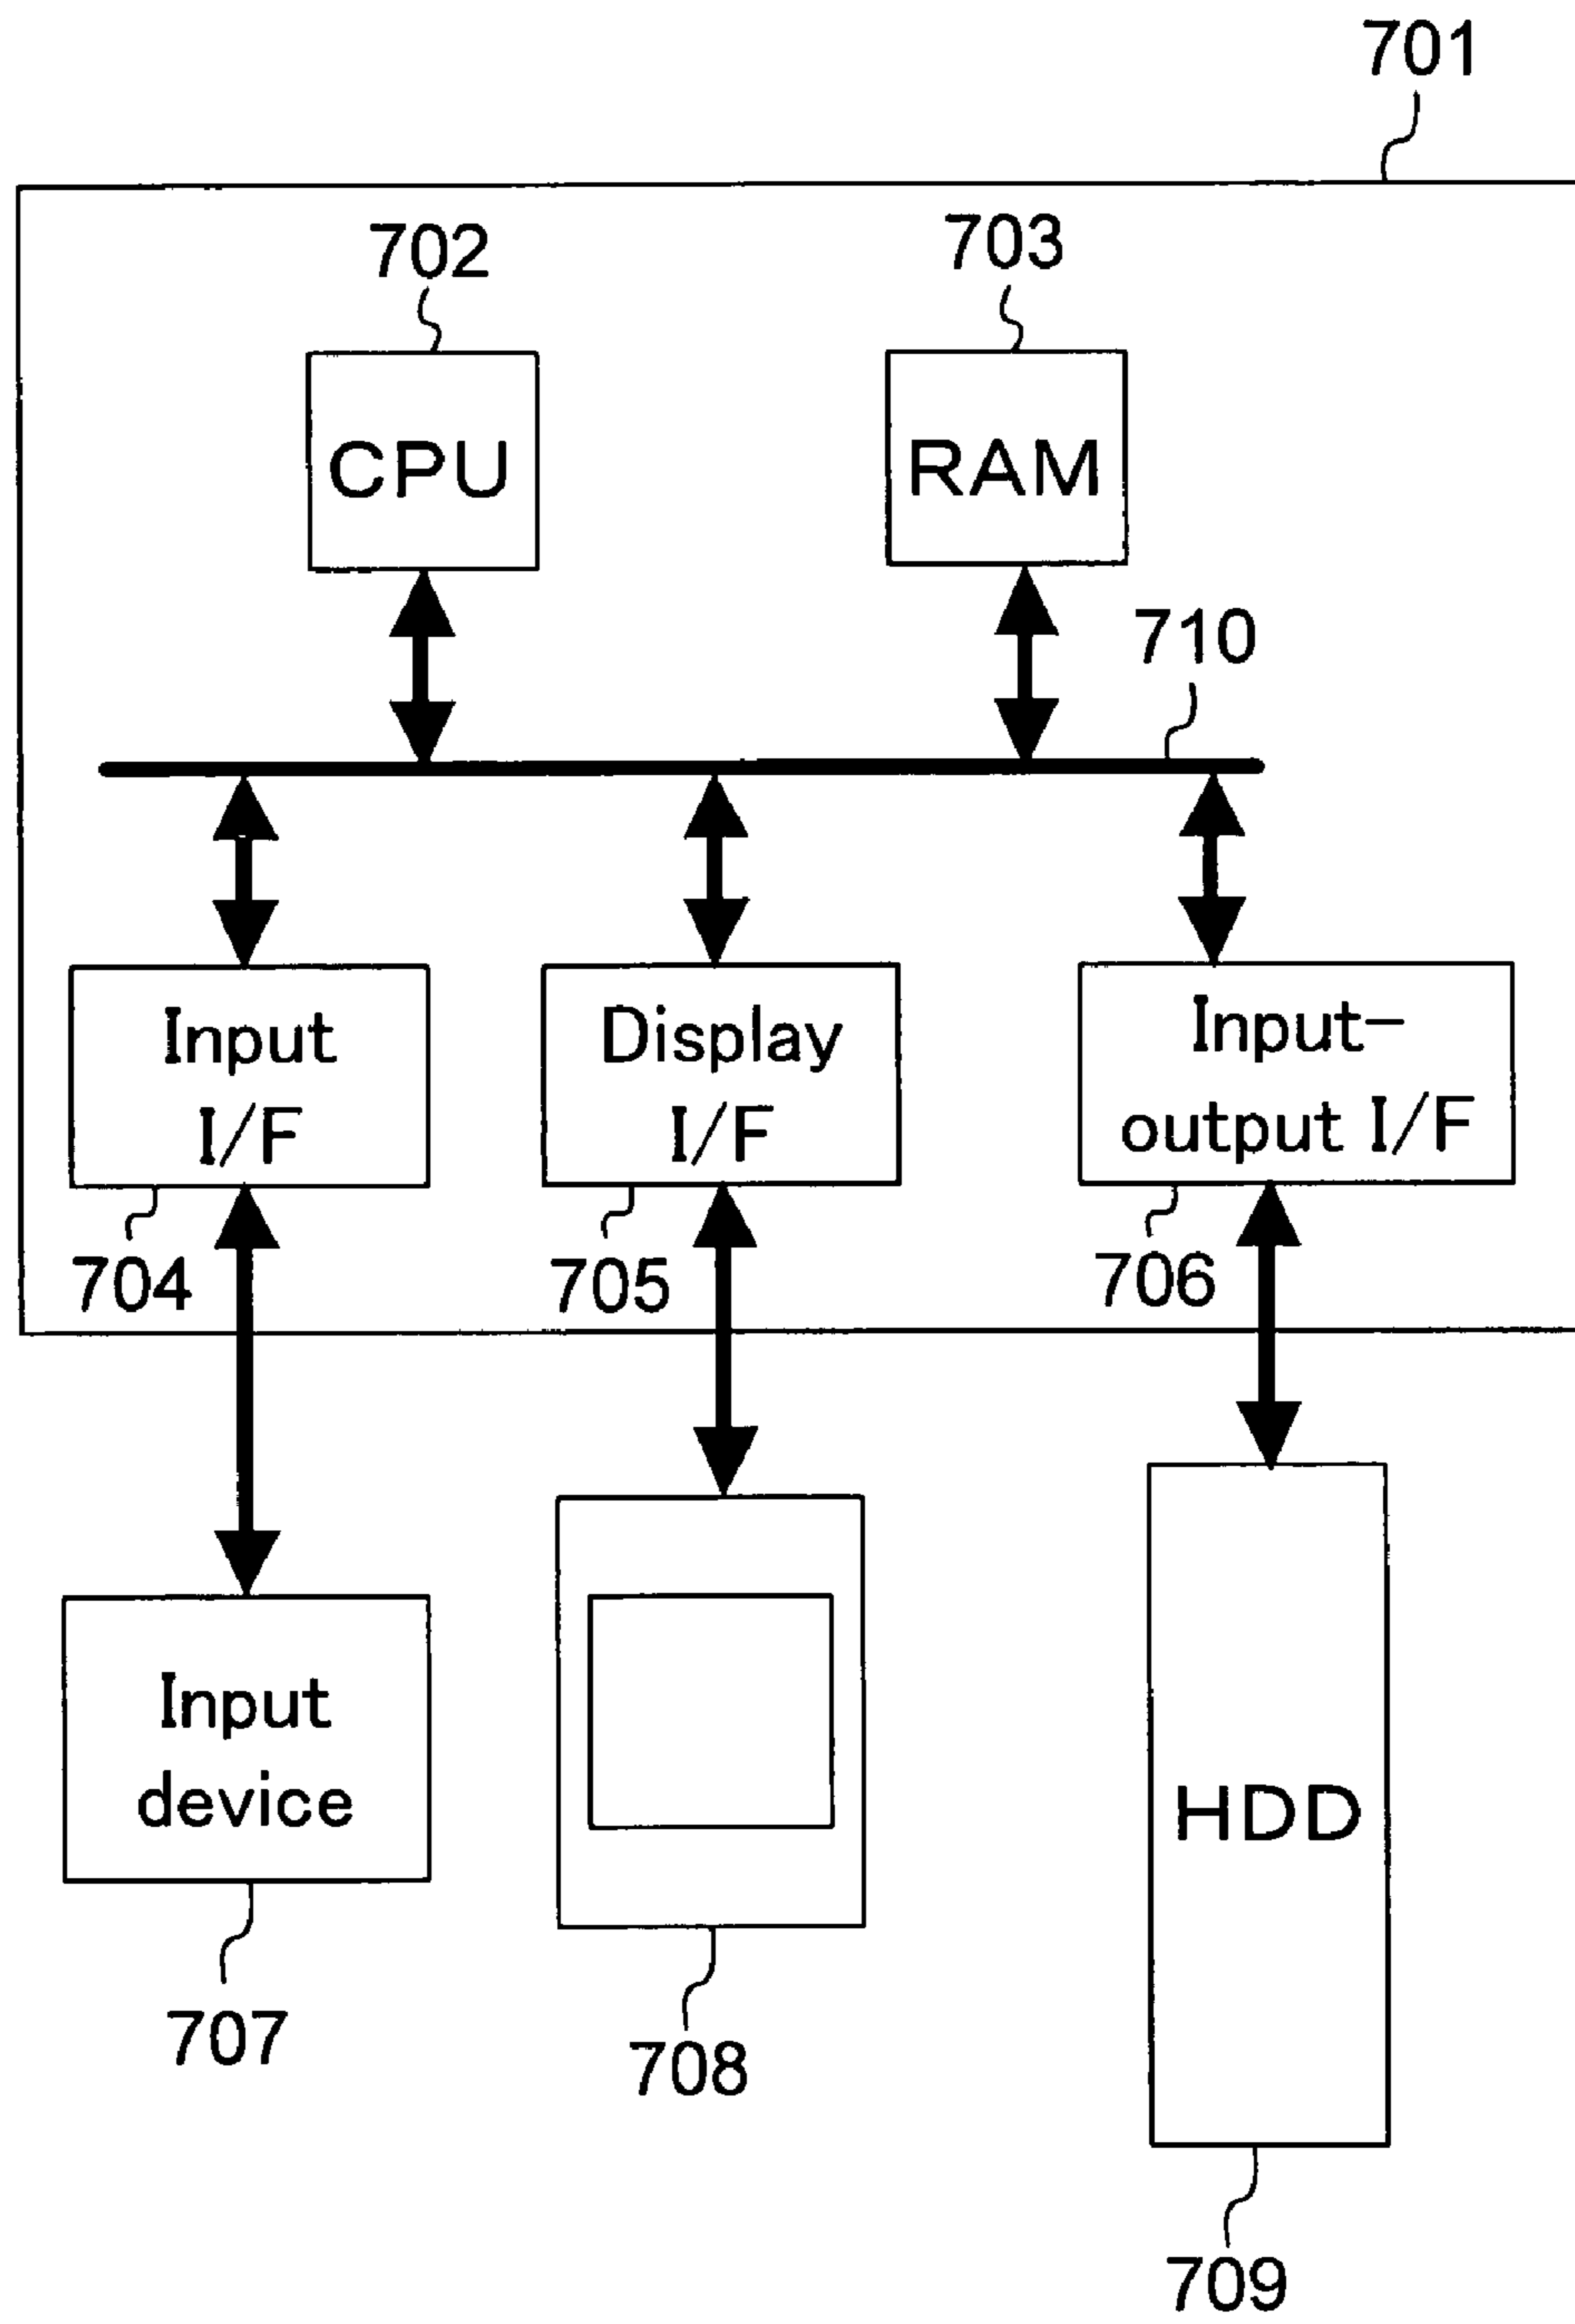 701
702
703
CPU
RAM
710
Input
I/F
Display
I/F
Input-
output I/F
704
705
706
Input
device
HDD
707
708
709